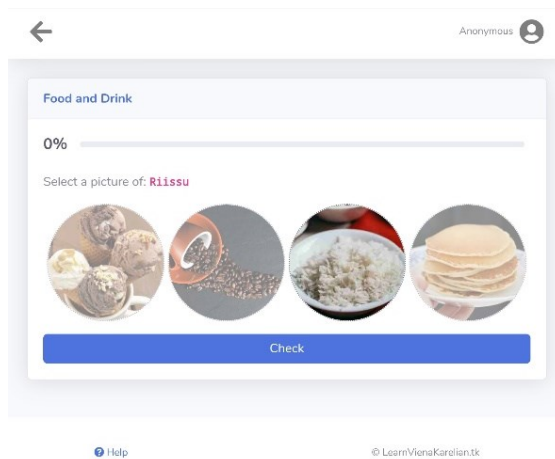 Anonymous
Food and Drink
0%
Select a picture of: Riissu
Check
Help
© LearnVienaKarelian.tk